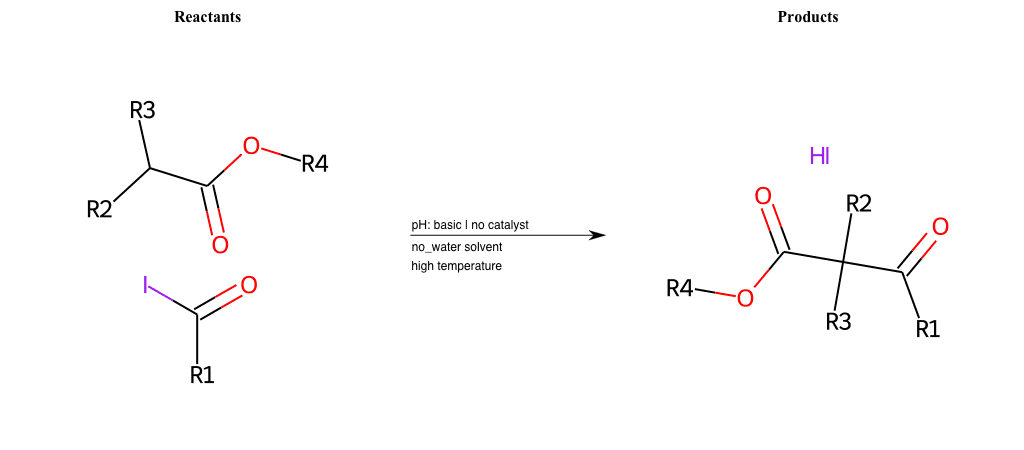 Reactants
Products
R3
O
R4
R2
O
I
O
R1
pH: basic | no catalyst
no_water solvent
high temperature
HI
O
R2
O
R4
O
R3
R1